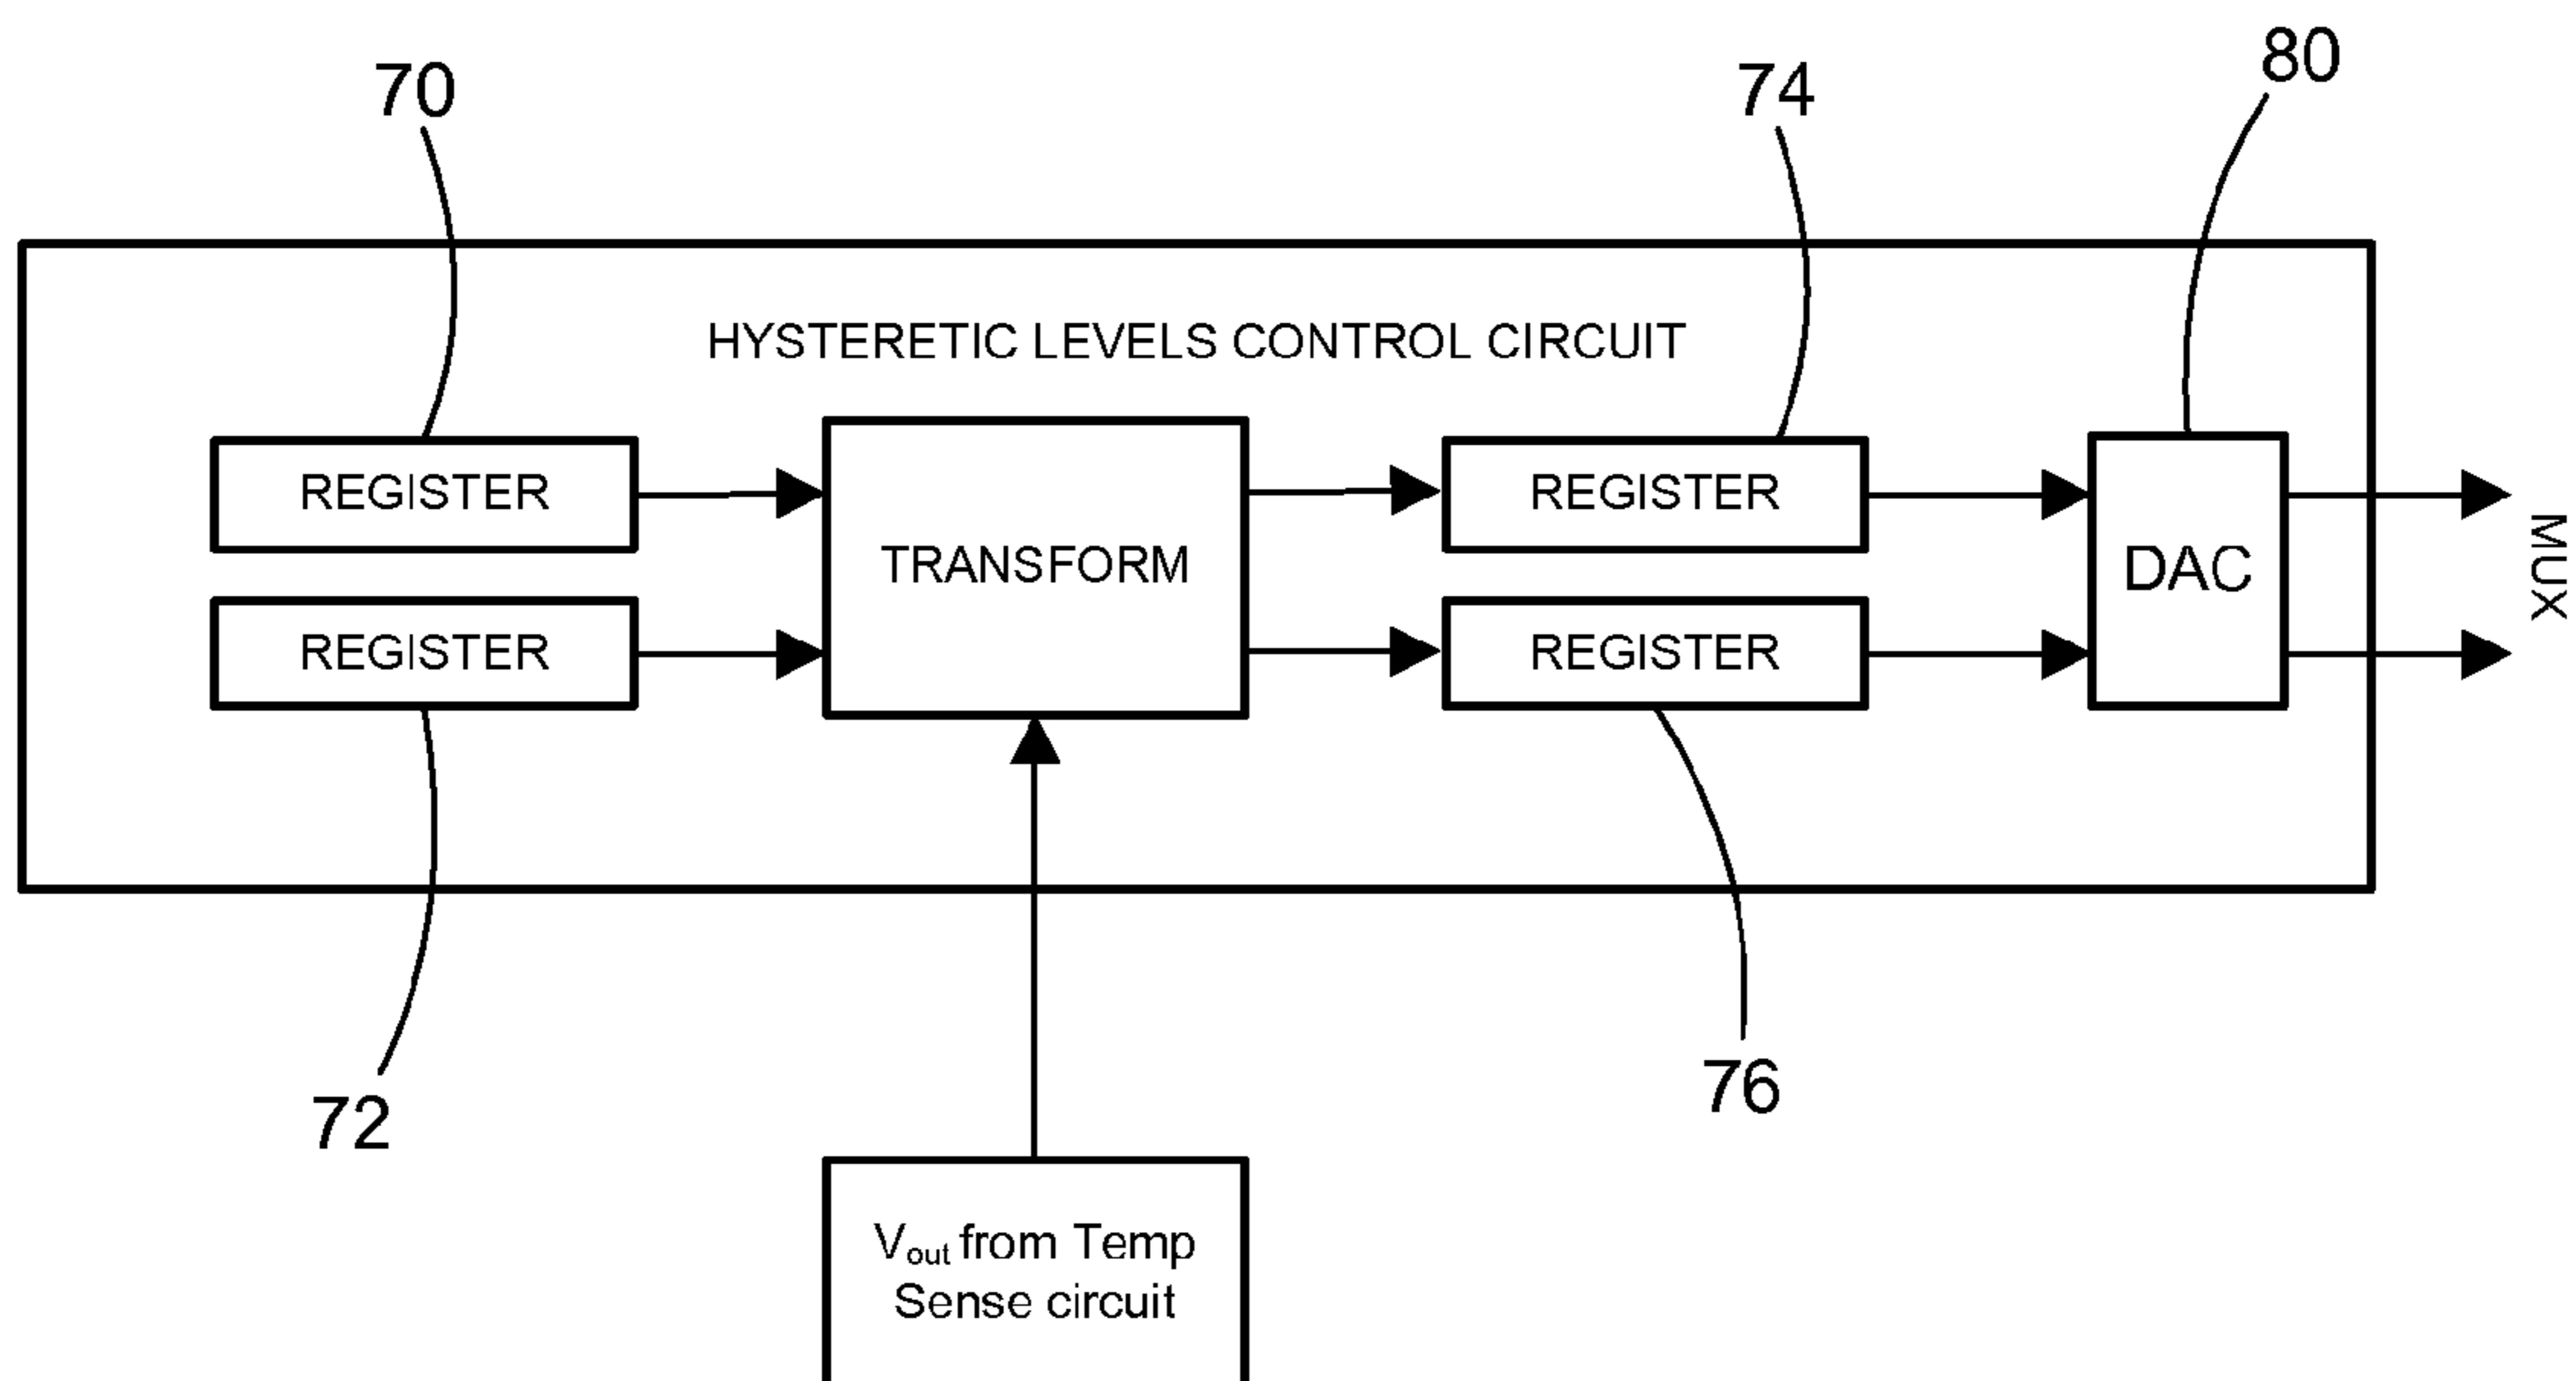 70
74
80
HYSTERETIC LEVELS CONTROL CIRCUIT
REGISTER
TRANSFORM
REGISTER
DAC
MUX
REGISTER
REGISTER
72
76
Vout from Temp
Sense circuit